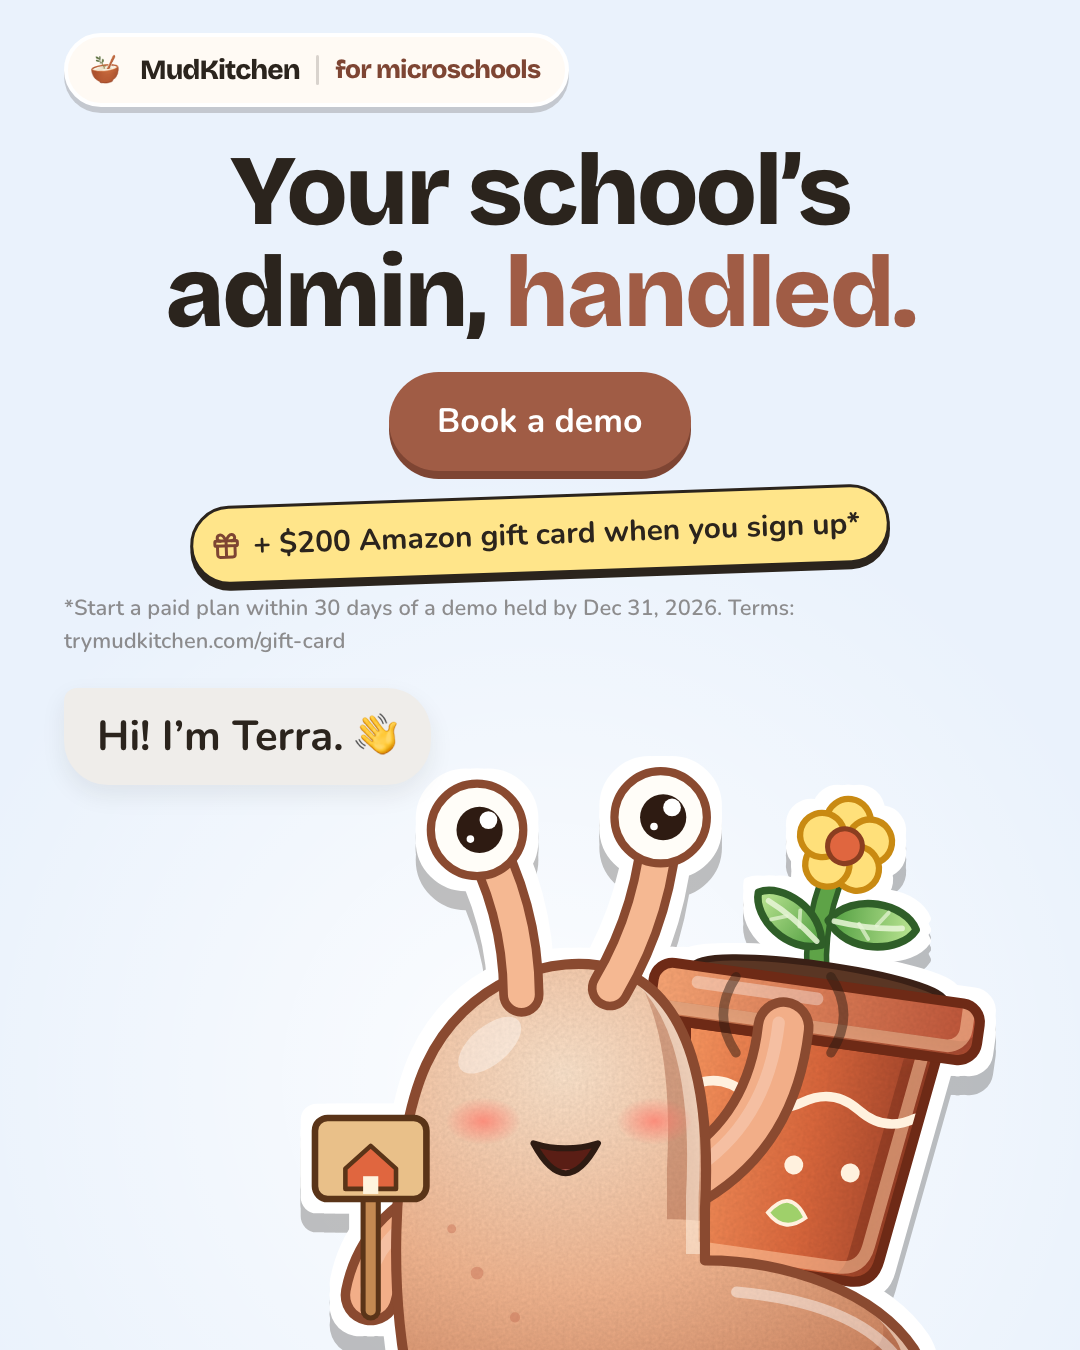 MudKitchen | for microschools
Your school’s
admin, handled.
Book a demo
+ $200 Amazon gift card when you sign up*
*Start a paid plan within 30 days of a demo held by Dec 31, 2026. Terms:
trymudkitchen.com/gift-card
Hi! I’m Terra. 👋